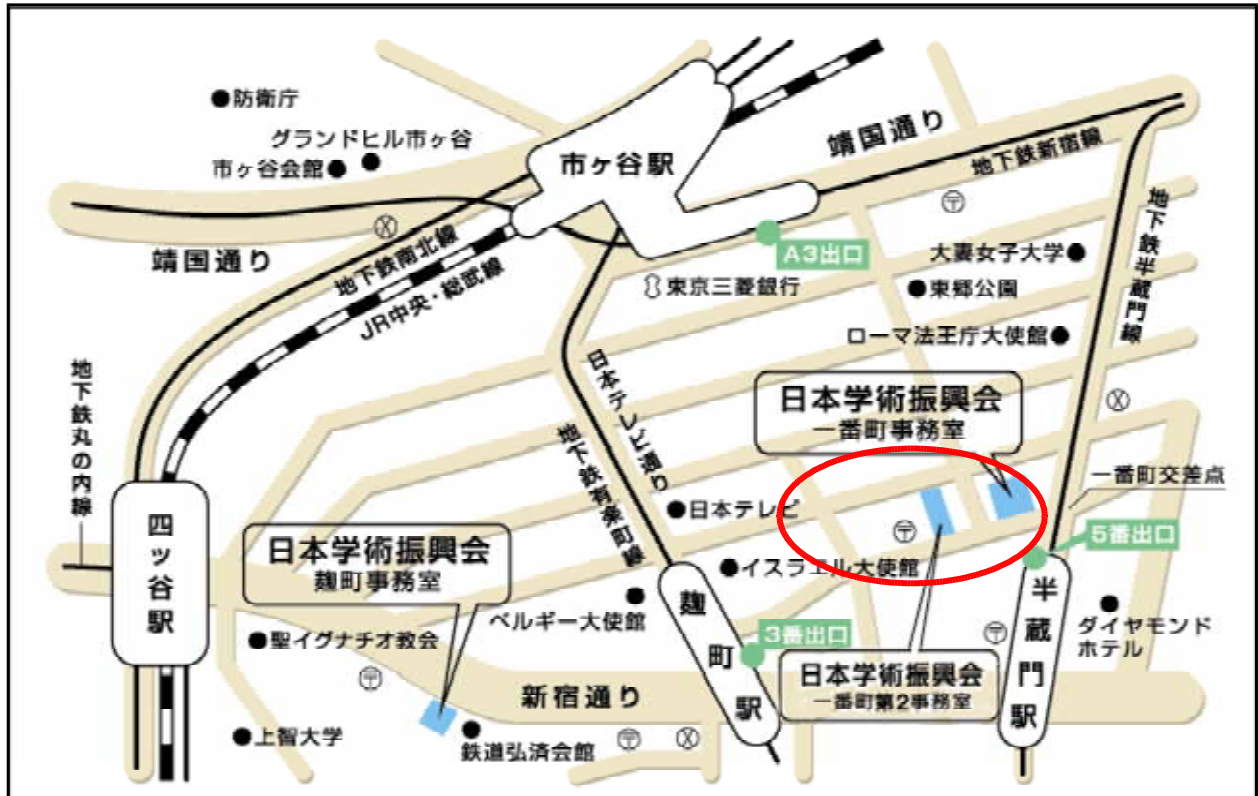 防衛庁
グランドヒル市ヶ谷
市ヶ谷会館
市ヶ谷駅
靖国通り
地下鉄新宿線
靖国通り
地下鉄南北線
JR中央・総武線
A3出口
東京三菱銀行
大妻女子大学
東郷公園
ローマ法王庁大使館
地下鉄半蔵門線
地下鉄丸の内線
日本テレビ通り
地下鉄有楽町線
日本学術振興会
一番町事務室
一番町交差点
日本テレビ
5番出口
イスラエル大使館
四ッ谷駅
日本学術振興会
麹町事務室
ベルギー大使館
麹町駅
3番出口
半蔵門駅
ダイヤモンド
ホテル
聖イグナチオ教会
日本学術振興会
一番町第2事務室
新宿通り
上智大学
鉄道弘済会館